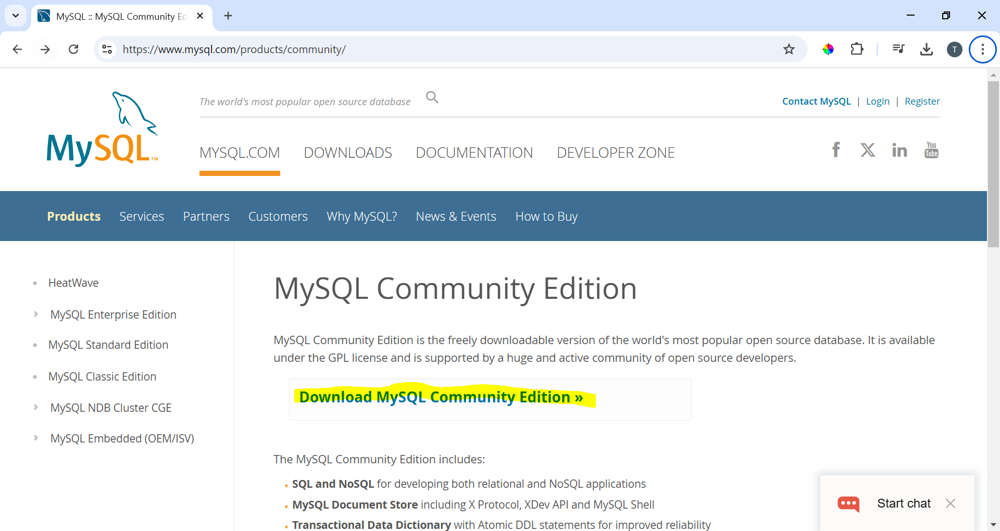 MySQL :: MySQL Community Ed
https://www.mysql.com/products/community/
T
The world's most popular open source database
Contact MySQL | Login | Register
MySQL™
MYSQL.COM DOWNLOADS DOCUMENTATION DEVELOPER ZONE
You Tube
Products Services Partners Customers Why MySQL? News & Events How to Buy
HeatWave
MySQL Enterprise Edition
MySQL Standard Edition
MySQL Classic Edition
MySQL NDB Cluster CGE
MySQL Embedded (OEM/ISV)
MySQL Community Edition
MySQL Community Edition is the freely downloadable version of the world's most popular open source database. It is available
under the GPL license and is supported by a huge and active community of open source developers.
Download MySQL Community Edition »
The MySQL Community Edition includes:
SQL and NoSQL for developing both relational and NoSQL applications
MySQL Document Store including X Protocol, XDev API and MySQL Shell
Transactional Data Dictionary with Atomic DDL statements for improved reliability
Start chat